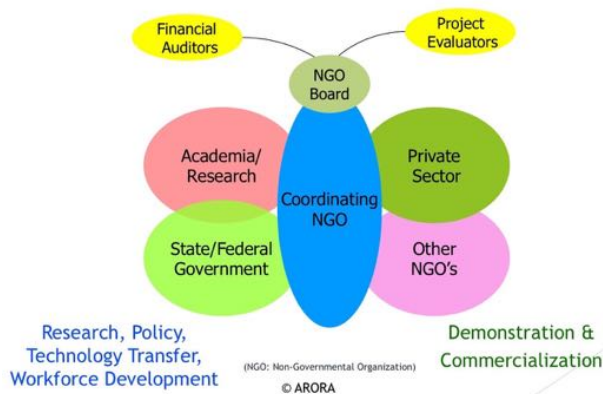 Financial
Auditors
Project
Evaluators
NGO
Board
Academia/
Research
Private
Sector
Coordinating
NGO
State/Federal
Government
Other
NGO's
Research, Policy,
Technology Transfer,
Workforce Development
Demonstration &
Commercialization
(NGO: Non-Governmental Organization)
© ARORA